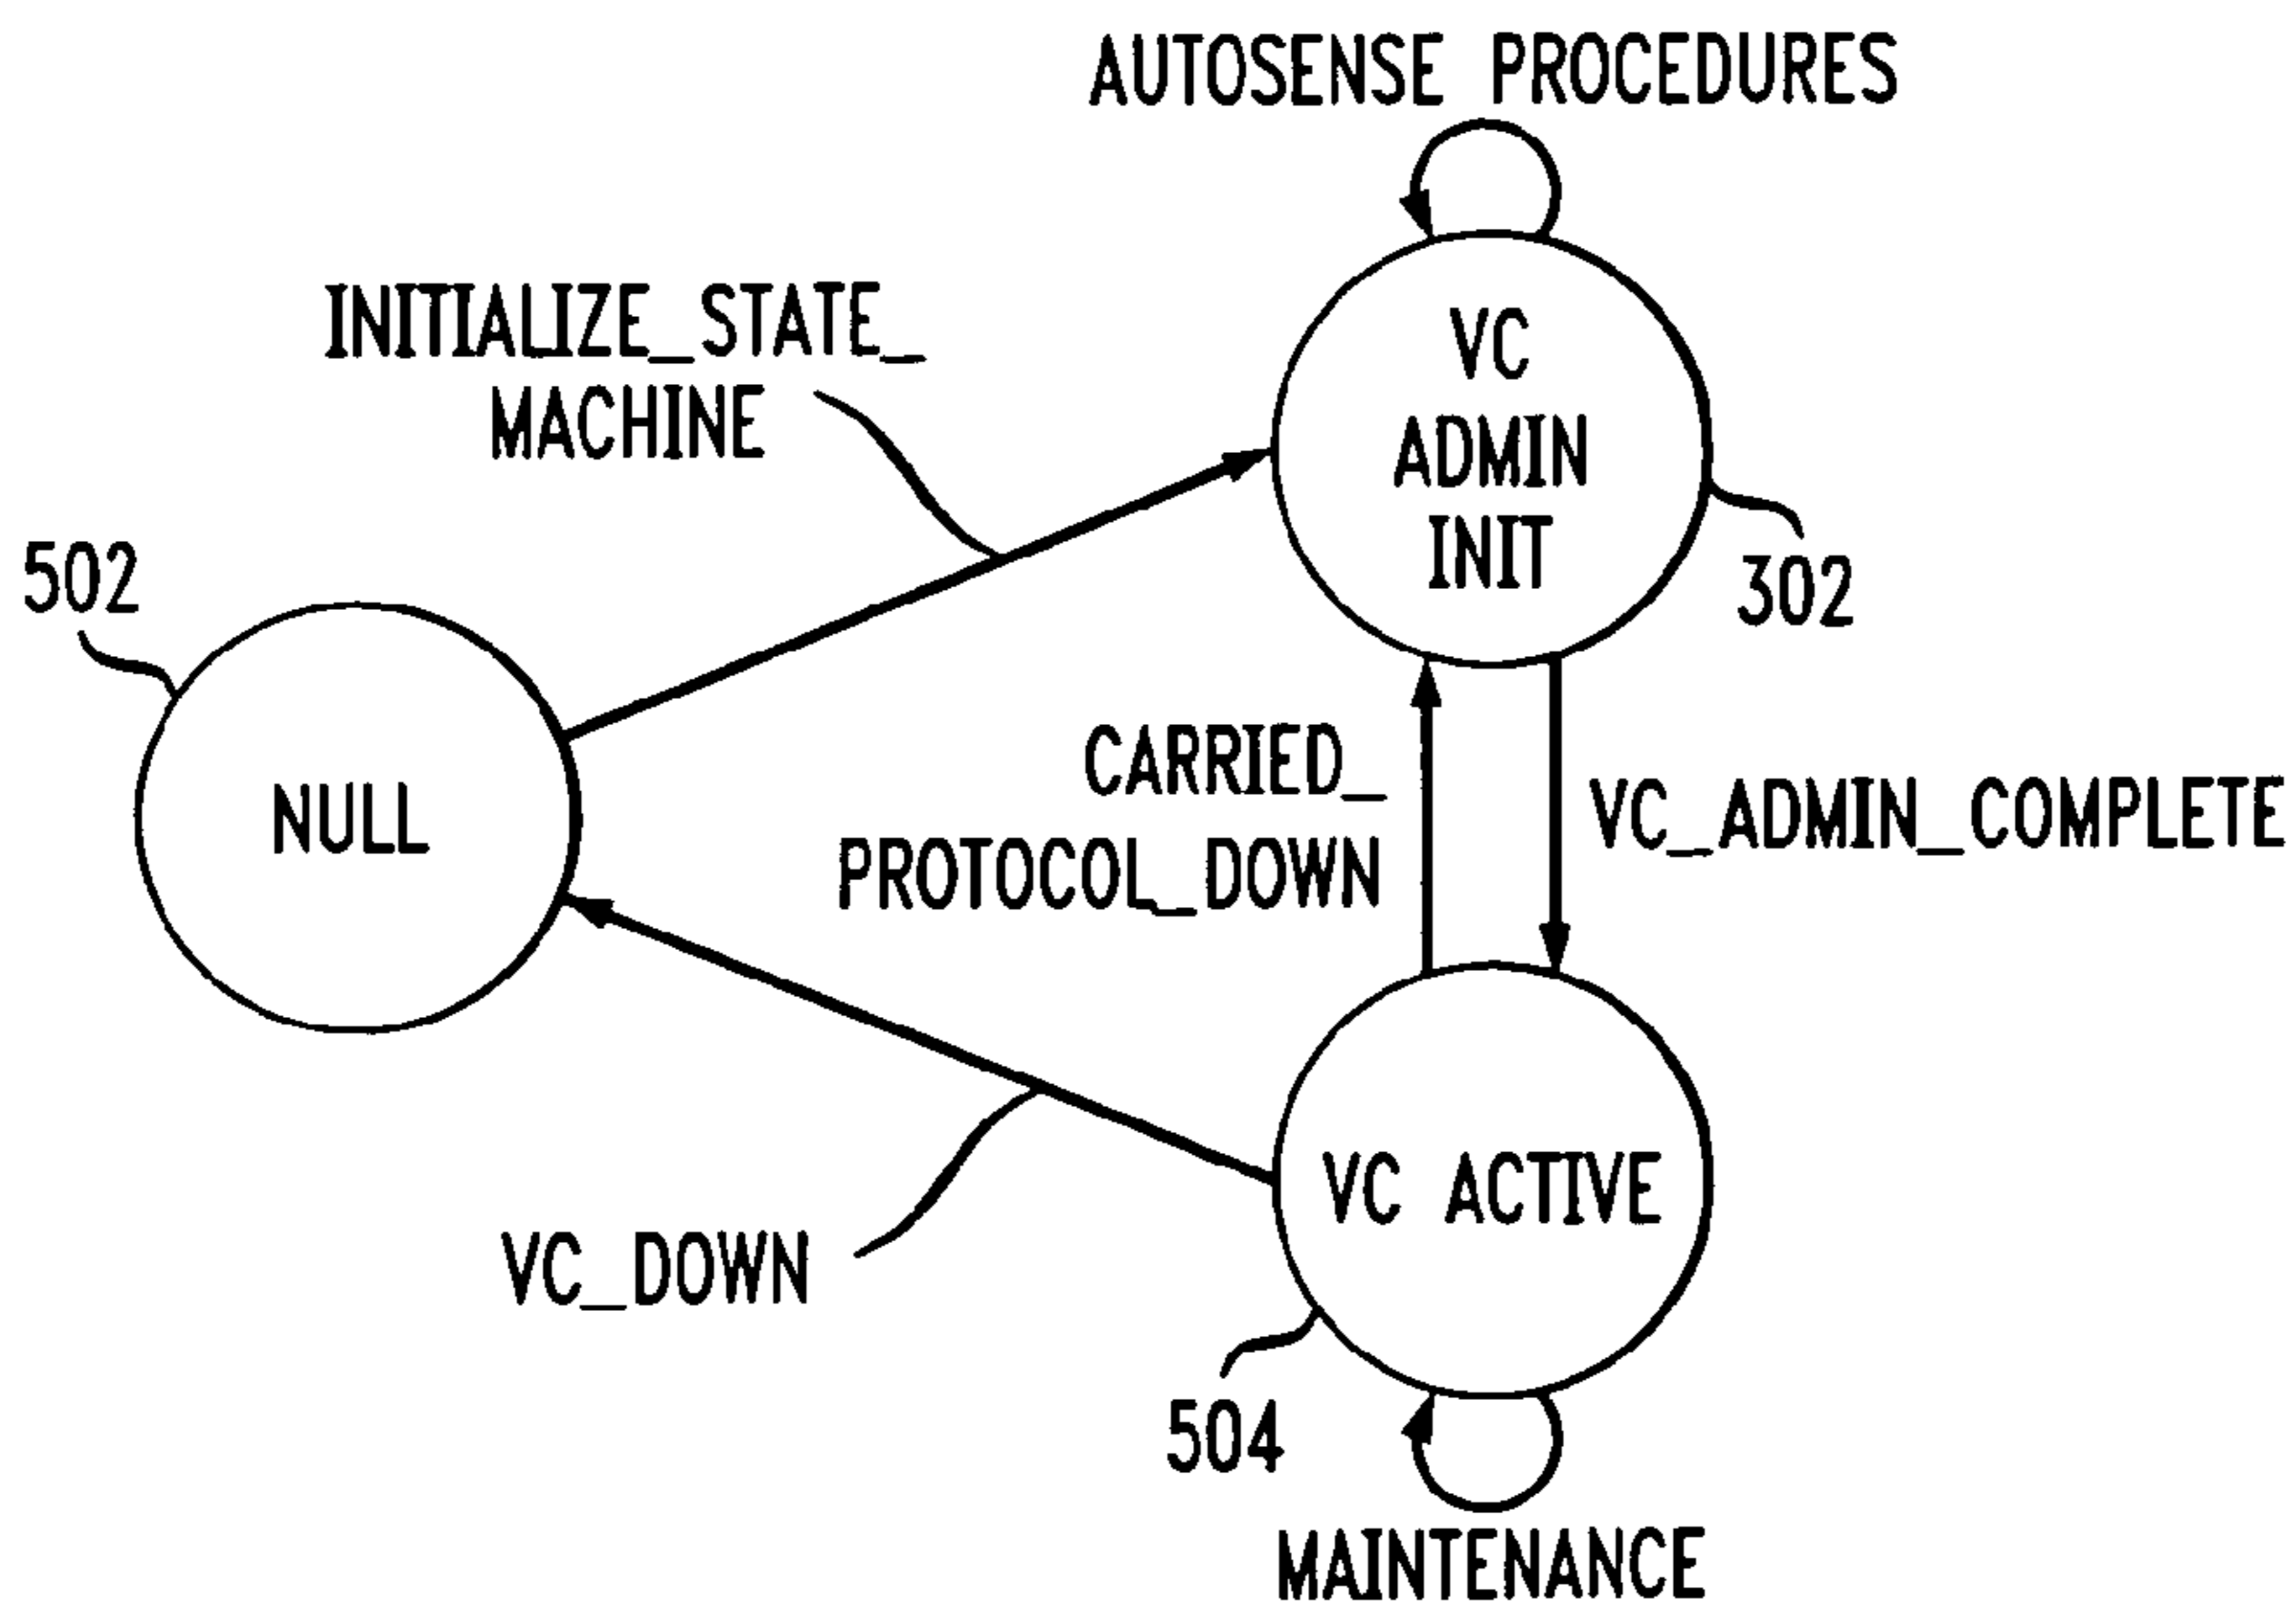 AUTOSENSE PROCEDURES
INITIALIZE_STATE_
MACHINE
VC
ADMIN
INIT
502
302
NULL
CARRIED_
PROTOCOL_DOWN
VC_ADMIN_COMPLETE
VC ACTIVE
VC_DOWN
504
MAINTENANCE